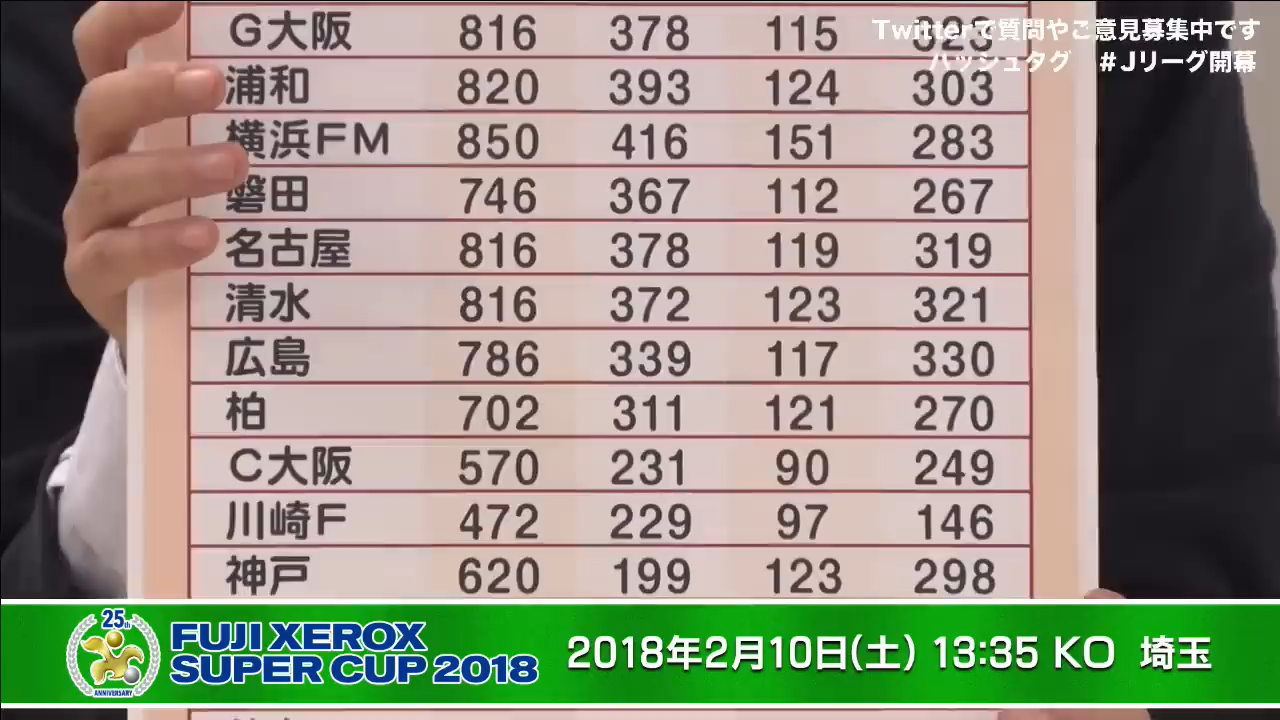 G大阪 816 378 115 323
Twitterで質問やご意見募集中です
ハッシュタグ #Jリーグ開幕
浦和 820 393 124 303
横浜FM 850 416 151 283
磐田 746 367 112 267
名古屋 816 378 119 319
清水 816 372 123 321
広島 786 339 117 330
柏 702 311 121 270
C大阪 570 231 90 249
川崎F 472 229 97 146
神戸 620 199 123 298
25th
ANNIVERSARY
FUJI XEROX
SUPER CUP 2018
2018年2月10日(土) 13:35 KO 埼玉